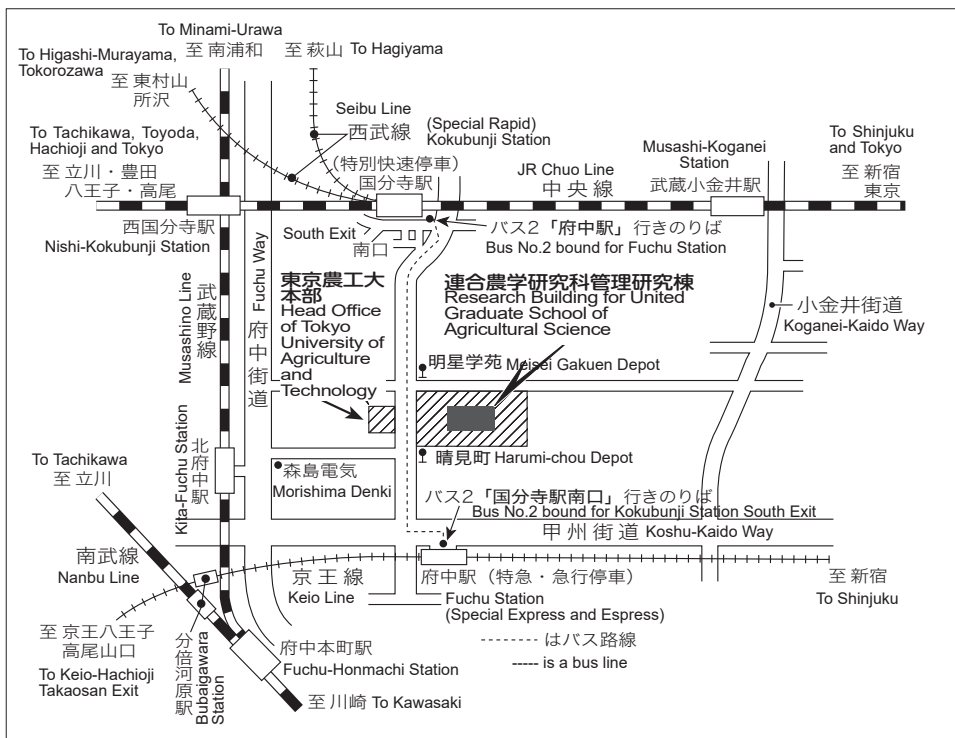 To Minami-Urawa
至 南浦和
至 萩山 To Hagiyama
To Higashi-Murayama,
Tokorozawa
至 東村山
所沢
Seibu Line
西武線
(Special Rapid)
Kokubunji Station
(特別快速停車)
国分寺駅
To Tachikawa, Toyoda,
Hachioji and Tokyo
至 立川・豊田
八王子・高尾
JR Chuo Line
中央線
Musashi-Koganei
Station
武蔵小金井駅
To Shinjuku
and Tokyo
至 新宿
東京
西国分寺駅
Nishi-Kokubunji Station
South Exit
南口
バス2「府中駅」行きのりば
Bus No.2 bound for Fuchu Station
Musashino Line
武蔵野線
Fuchu Way
府中街道
東京農工大
本部
Head Office
of Tokyo
University of
Agriculture
and
Technology
連合農学研究科管理研究棟
Research Building for United
Graduate School of
Agricultural Science
小金井街道
Koganei-Kaido Way
明星学苑 Meisei Gakuen Depot
Kita-Fuchu Station
北府中駅
森島電気
Morishima Denki
晴見町 Harumi-chou Depot
バス2「国分寺駅南口」行きのりば
Bus No.2 bound for Kokubunji Station South Exit
甲州街道 Koshu-Kaido Way
To Tachikawa
至 立川
南武線
Nanbu Line
京王線
Keio Line
府中駅(特急・急行停車)
Fuchu Station
(Special Express and Espress)
至 新宿
To Shinjuku
至 京王八王子
高尾山口
To Keio-Hachioji
Takaosan Exit
分倍河原駅
Bubaigawara
Station
府中本町駅
Fuchu-Honmachi Station
至 川崎 To Kawasaki
------- はバス路線
----- is a bus line